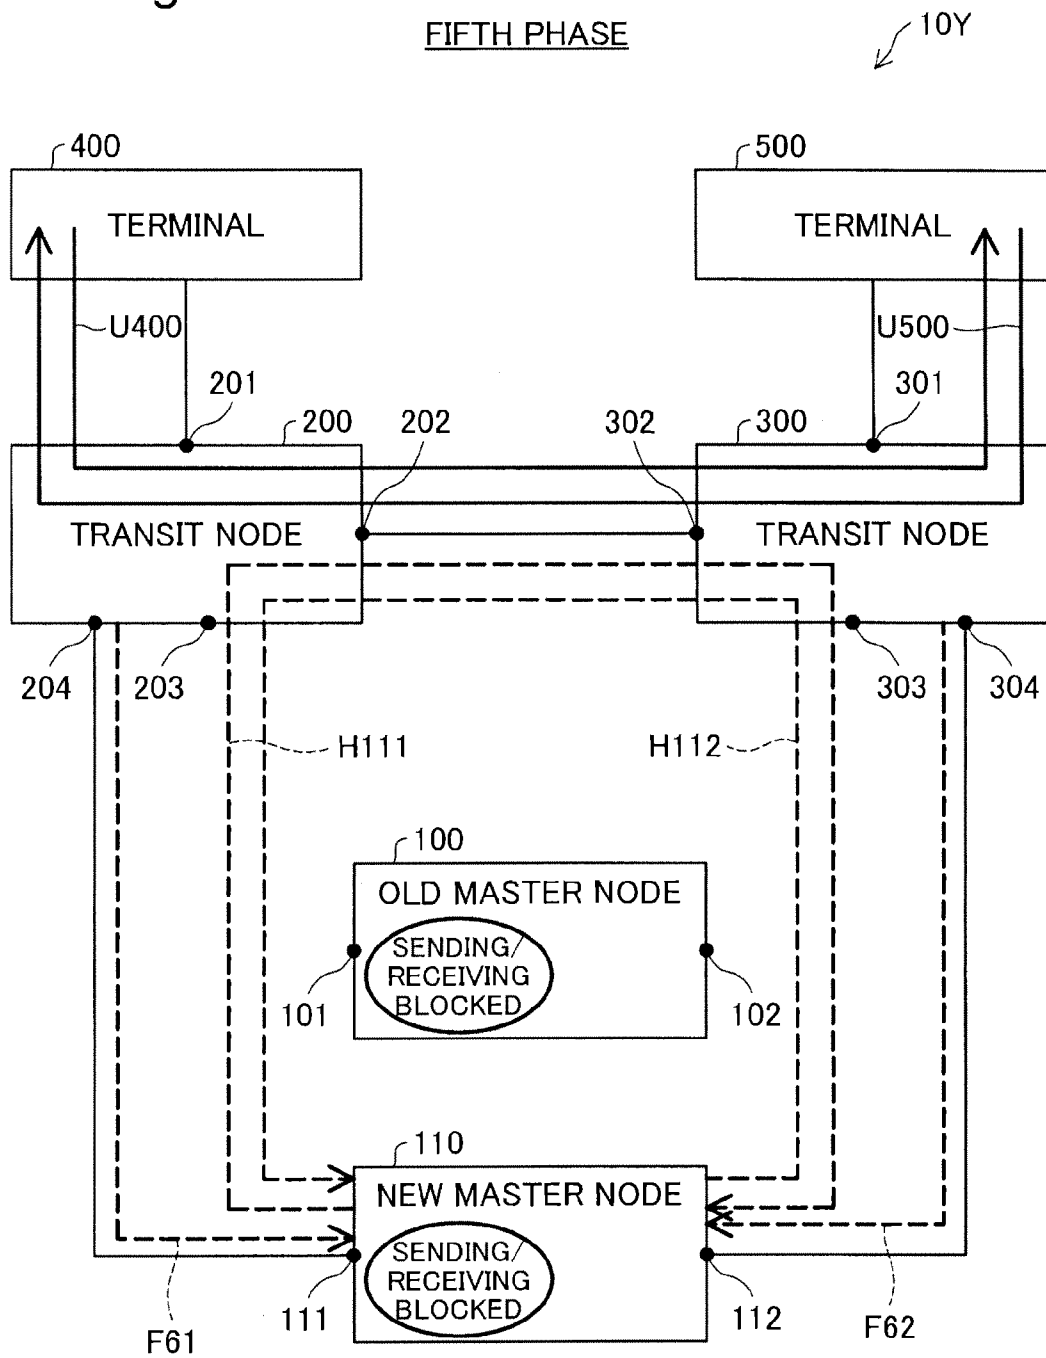 FIFTH PHASE
10Y
400
500
TERMINAL
TERMINAL
U400
U500
201
301
200
202
302
300
TRANSIT NODE
TRANSIT NODE
204
203
303
304
H111
H112
100
OLD MASTER NODE
SENDING/
RECEIVING
BLOCKED
101
102
110
NEW MASTER NODE
SENDING/
RECEIVING
BLOCKED
111
112
F61
F62